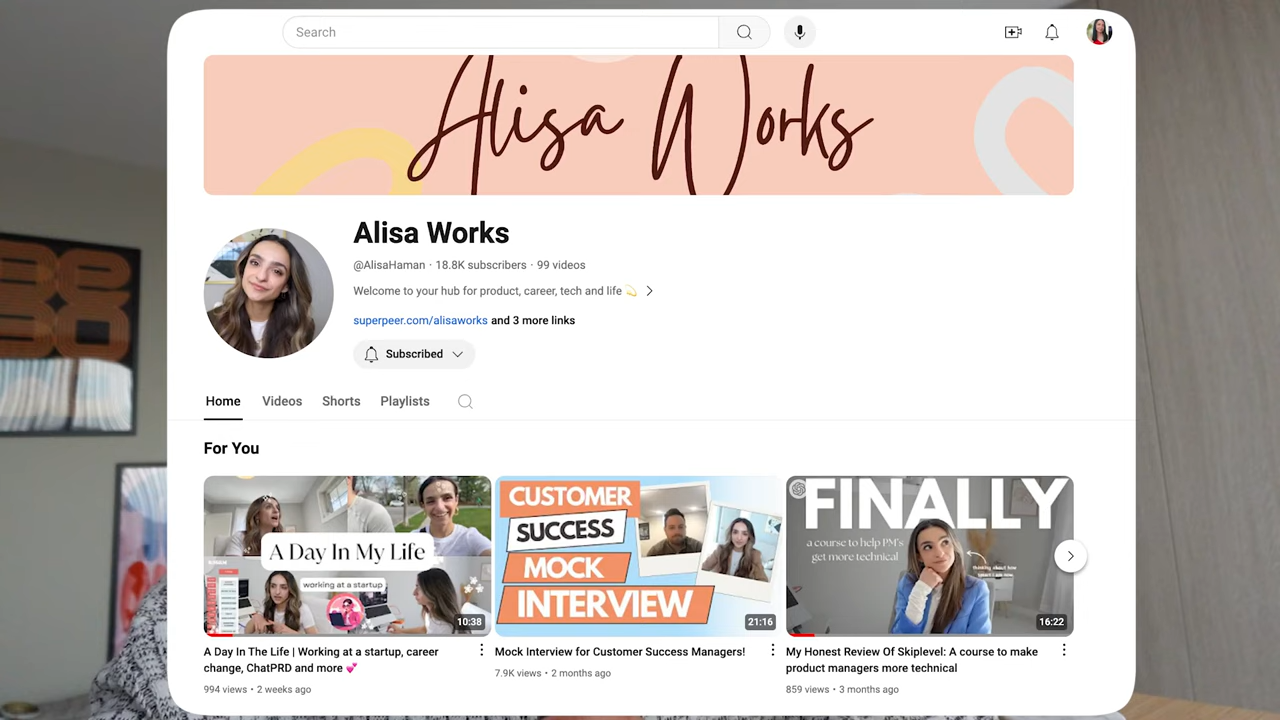 Search
Alisa Works
Alisa Works
@AlisaHaman · 18.8K subscribers · 99 videos
Welcome to your hub for product, career, tech and life 💫
superpeer.com/alisaworks and 3 more links
Subscribed
Home Videos Shorts Playlists
For You
A Day In My Life
working at a startup
10:38
CUSTOMER
SUCCESS
MOCK
INTERVIEW
21:16
FINALLY
a course to help PM's
get more technical
thinking about how
16:22
A Day In The Life | Working at a startup, career
change, ChatPRD and more 💕
994 views · 2 weeks ago
Mock Interview for Customer Success Managers!
7.9K views · 2 months ago
My Honest Review Of Skiplevel: A course to make
product managers more technical
859 views · 3 months ago